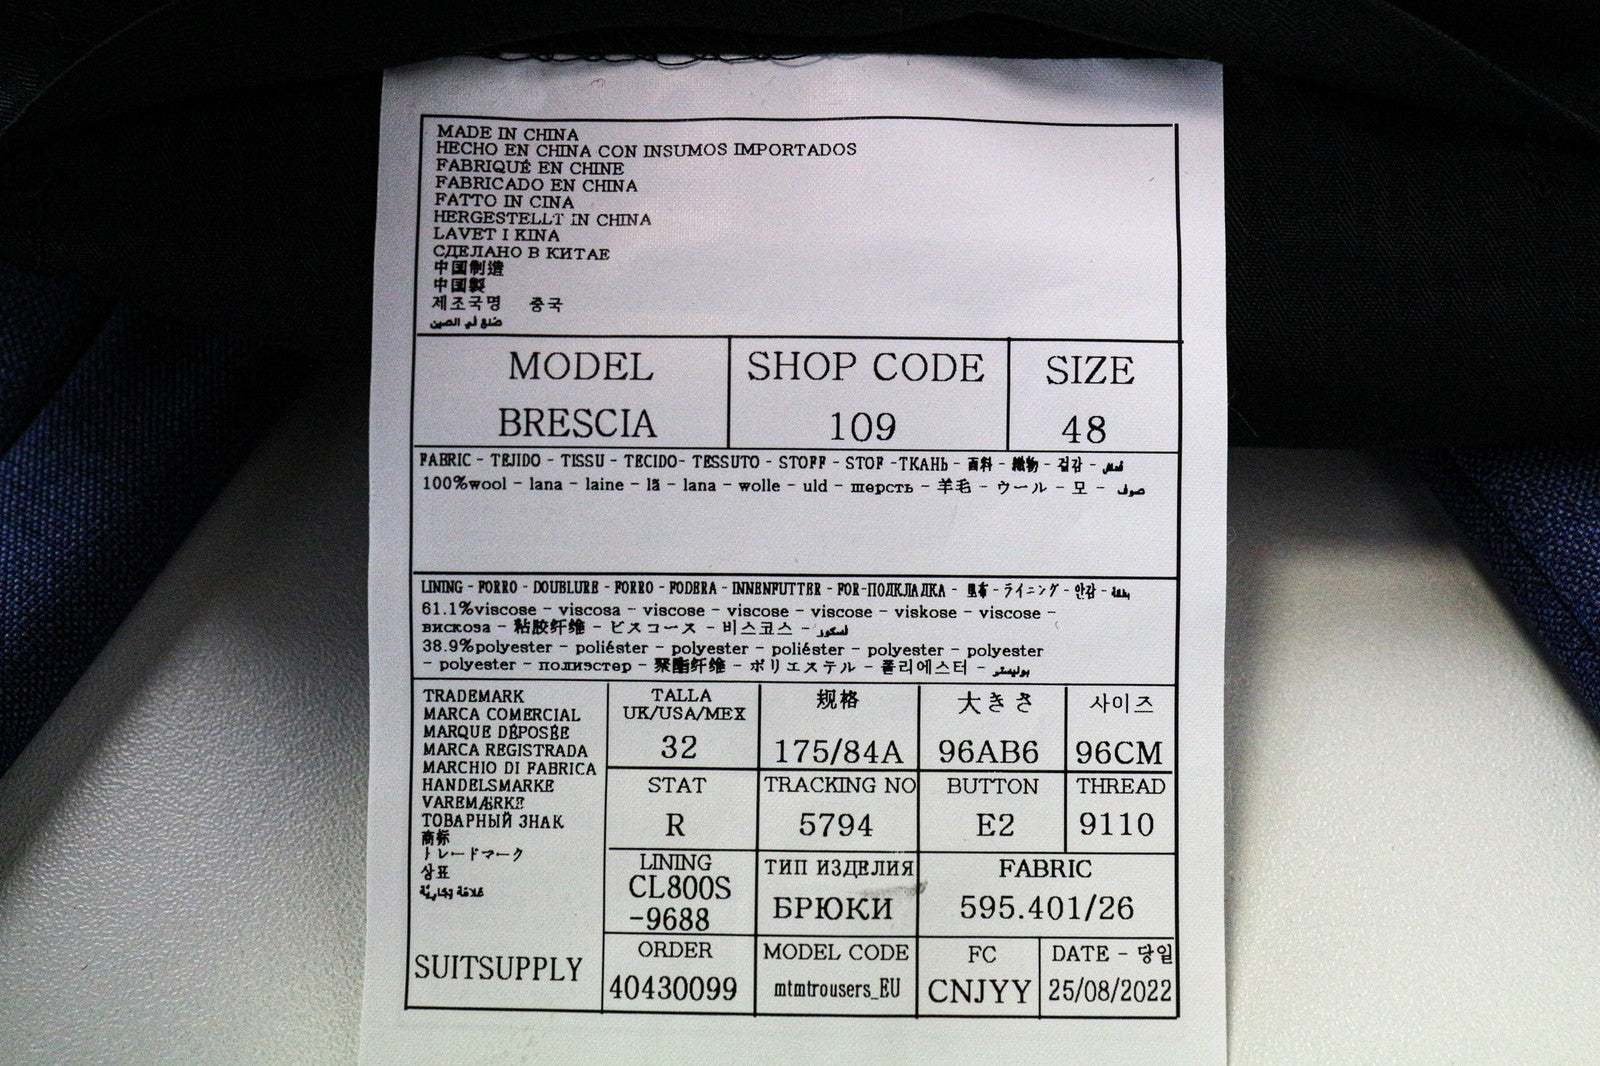 MADE IN CHINA
HECHO EN CHINA CON INSUMOS IMPORTADOS
FABRIQUÉ EN CHINE
FABRICADO EN CHINA
FATTO IN CINA
HERGESTELLT IN CHINA
LAVET I KINA
СДЕЛАНО В КИТАЕ
中国制造
中国製
제조국명 중국
صنع في الصين
MODEL SHOP CODE SIZE
BRESCIA 109 48
FABRIC - TEJIDO - TISSU - TECIDO- TESSUTO - STOFF - STOF -ТКАНЬ - 面料 - 織物 - 겉감 - قماش
100%wool - lana - laine - lã - lana - wolle - uld - шерсть - 羊毛 - ウール - 모 - صوف
LINING - FORRO - DOUBLURE - FORRO - FODERA - INNENFUTTER - FOR-ПОДКЛАДКА - 里布 - ライニング - 안감 - بطانة
61.1%viscose - viscosa - viscose - viscose - viscose - viskose - viscose -
вискоза - 粘胶纤维 - ビスコース - 비스코스 -
38.9%polyester - poliéster - polyester - poliéster - polyester - polyester
- polyester - полиэстер - 聚酯纤维 - ポリエステル - 폴리에스터 - بوليستر
TRADEMARK
MARCA COMERCIAL
MARQUE DÉPOSÉE
MARCA REGISTRADA
MARCHIO DI FABRICA
HANDELSMARKE
VAREMÆRKE
ТОВАРНЫЙ ЗНАК
商标
トレードマーク
상표
علامة تجارية
SUITSUPPLY
TALLA 规格 大きさ 사이즈
UK/USA/MEX
32 175/84A 96AB6 96CM
STAT TRACKING NO BUTTON THREAD
R 5794 E2 9110
LINING ТИП ИЗДЕЛИЯ FABRIC
CL800S БРЮКИ 595.401/26
-9688
ORDER MODEL CODE FC DATE - 당일
40430099 mtmtrousers_EU CNJYY 25/08/2022